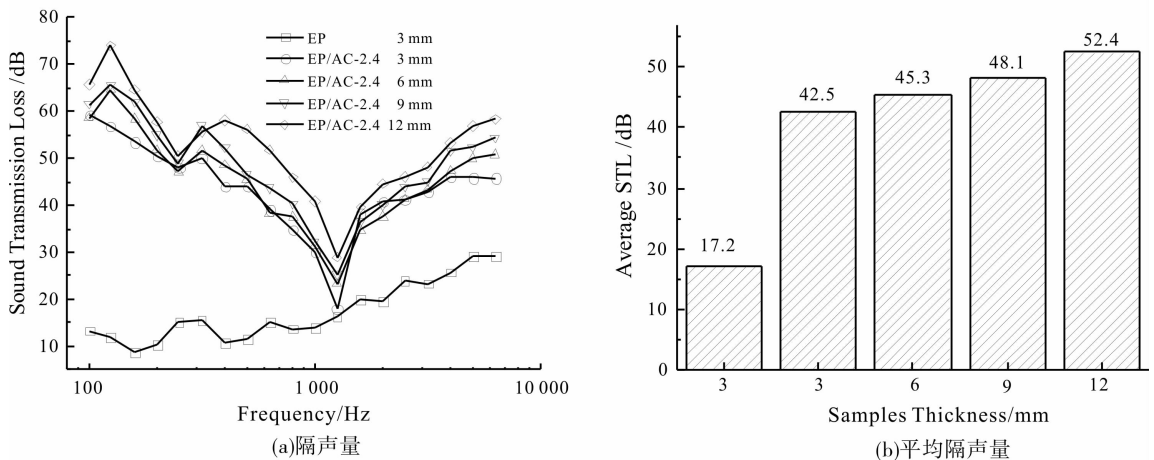 80
70
60
50
40
30
20
10
Sound Transmission Loss /dB
EP 3 mm
EP/AC-2.4 3 mm
EP/AC-2.4 6 mm
EP/AC-2.4 9 mm
EP/AC-2.4 12 mm
100 1 000 10 000
Frequency/Hz
(a)隔声量
50
40
30
20
10
0
Average STL /dB
17.2
42.5
45.3
48.1
52.4
3 3 6 9 12
Samples Thickness/mm
(b)平均隔声量